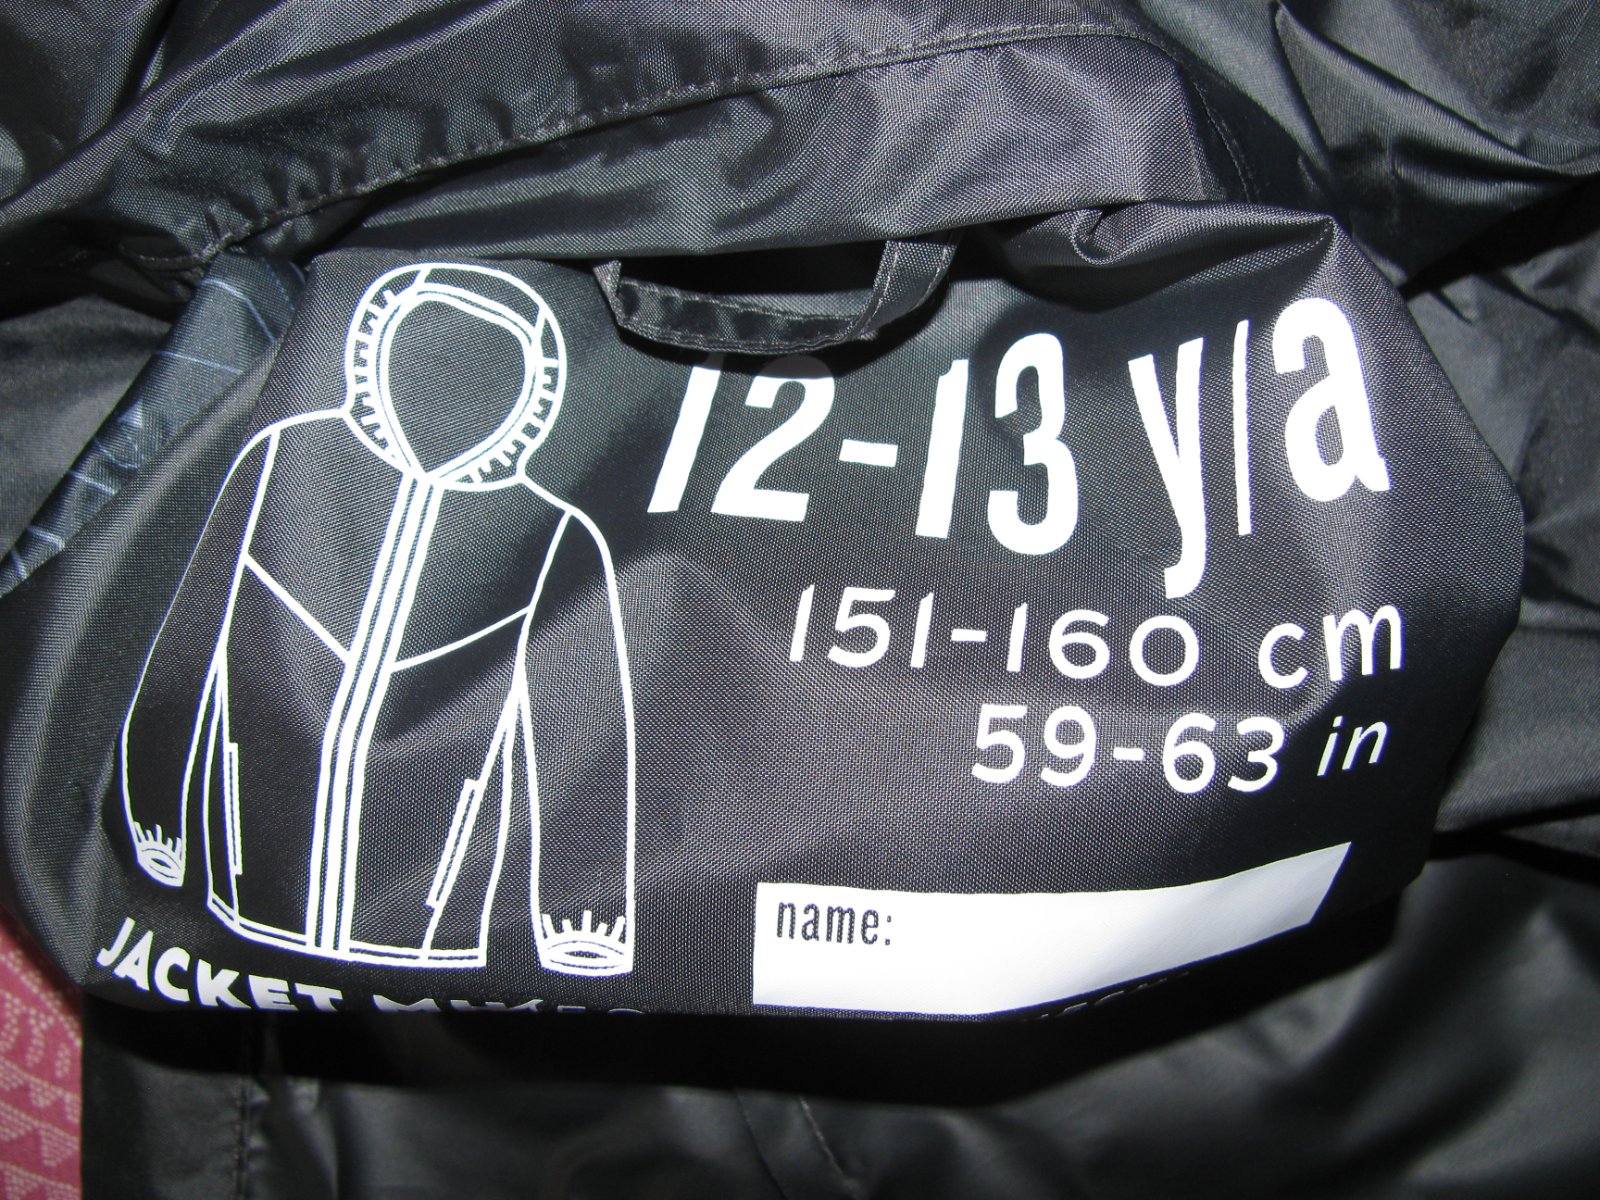 12-13 y/a
151-160 cm
59-63 in
name:
JACKET